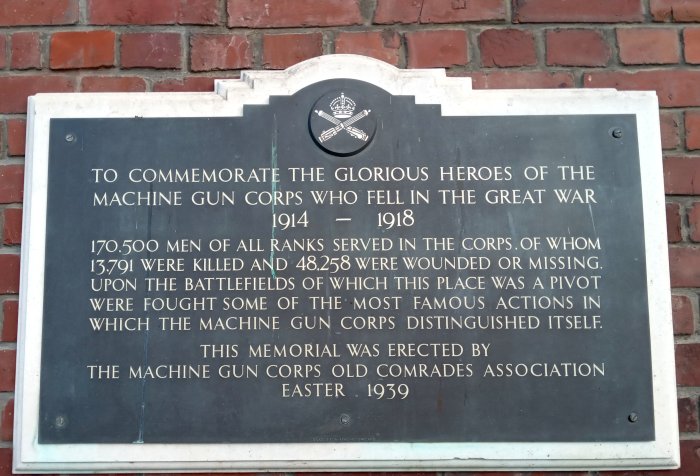 TO COMMEMORATE THE GLORIOUS HEROES OF THE
MACHINE GUN CORPS WHO FELL IN THE GREAT WAR
1914 — 1918
170,500 MEN OF ALL RANKS SERVED IN THE CORPS, OF WHOM
13,791 WERE KILLED AND 48,258 WERE WOUNDED OR MISSING.
UPON THE BATTLEFIELDS OF WHICH THIS PLACE WAS A PIVOT
WERE FOUGHT SOME OF THE MOST FAMOUS ACTIONS IN
WHICH THE MACHINE GUN CORPS DISTINGUISHED ITSELF.
THIS MEMORIAL WAS ERECTED BY
THE MACHINE GUN CORPS OLD COMRADES ASSOCIATION
EASTER 1939